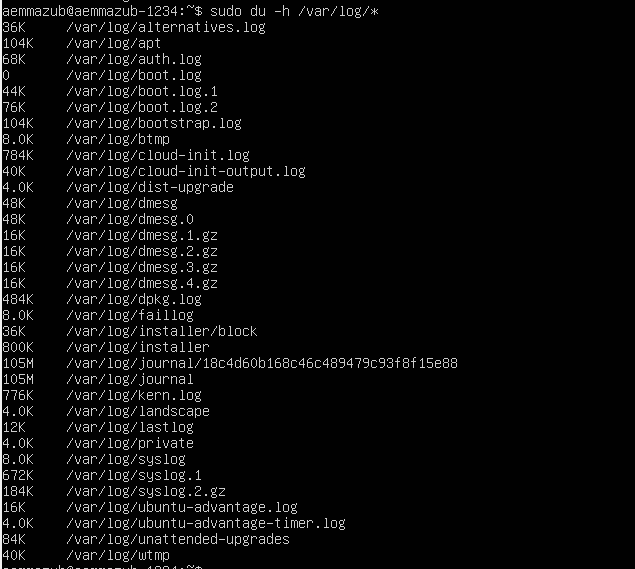 aemmazub@aemmazub-1234:~$ sudo du -h /var/log/*
36K /var/log/alternatives.log
104K /var/log/apt
68K /var/log/auth.log
0 /var/log/boot.log
44K /var/log/boot.log.1
76K /var/log/boot.log.2
104K /var/log/bootstrap.log
8.0K /var/log/btmp
784K /var/log/cloud-init.log
40K /var/log/cloud-init-output.log
4.0K /var/log/dist-upgrade
48K /var/log/dmesg
48K /var/log/dmesg.0
16K /var/log/dmesg.1.gz
16K /var/log/dmesg.2.gz
16K /var/log/dmesg.3.gz
16K /var/log/dmesg.4.gz
484K /var/log/dpkg.log
8.0K /var/log/faillog
36K /var/log/installer/block
800K /var/log/installer
105M /var/log/journal/18c4d60b168c46c489479c93f8f15e88
105M /var/log/journal
776K /var/log/kern.log
4.0K /var/log/landscape
12K /var/log/lastlog
4.0K /var/log/private
8.0K /var/log/syslog
672K /var/log/syslog.1
184K /var/log/syslog.2.gz
16K /var/log/ubuntu-advantage.log
4.0K /var/log/ubuntu-advantage-timer.log
84K /var/log/unattended-upgrades
40K /var/log/wtmp
aemmazub@aemmazub-1234:~$